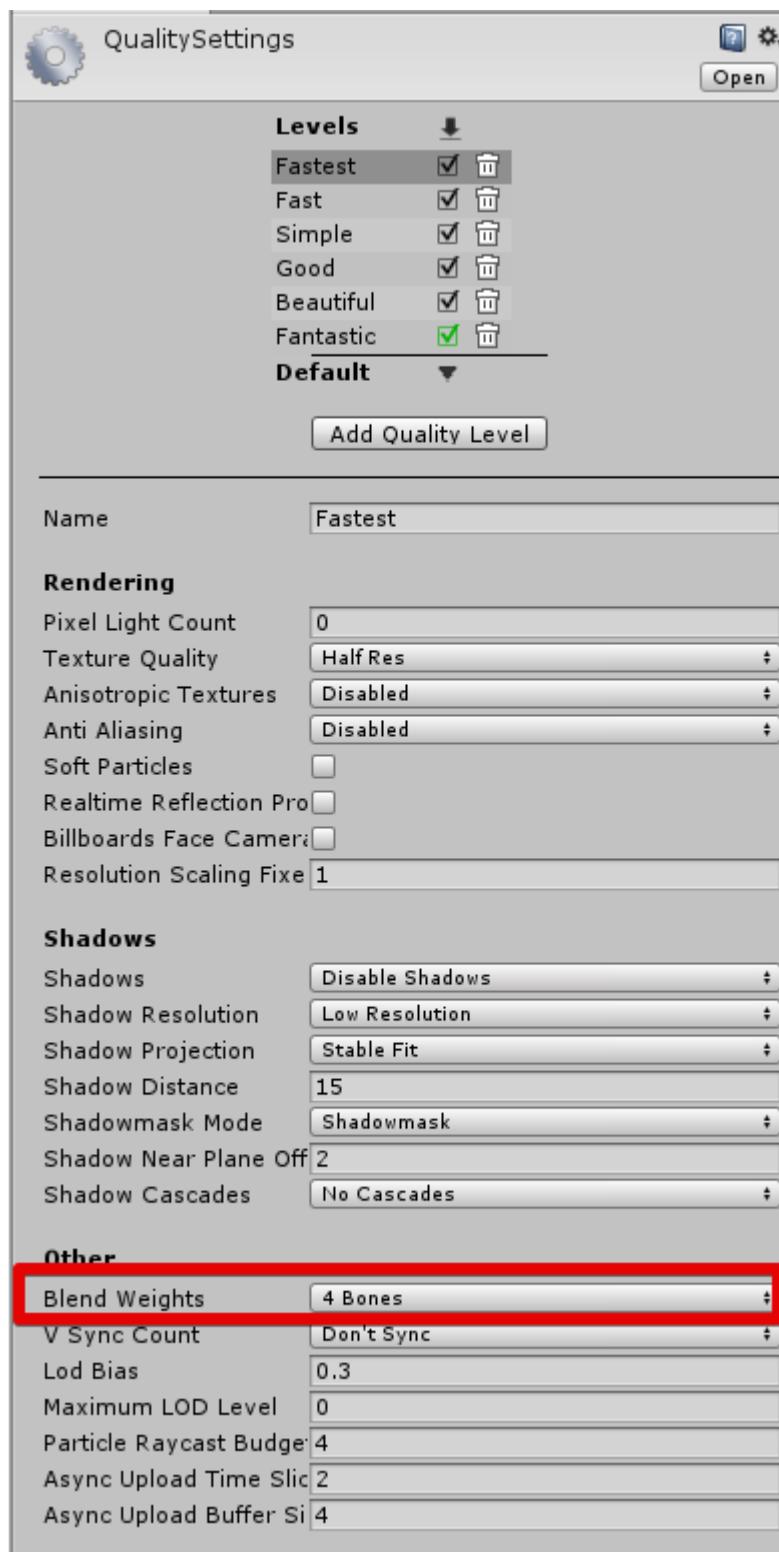 QualitySettings
Open
Levels
Fastest
Fast
Simple
Good
Beautiful
Fantastic
Default
Add Quality Level
Name Fastest
Rendering
Pixel Light Count 0
Texture Quality Half Res
Anisotropic Textures Disabled
Anti Aliasing Disabled
Soft Particles
Realtime Reflection Pro
Billboards Face Camera
Resolution Scaling Fixe 1
Shadows
Shadows Disable Shadows
Shadow Resolution Low Resolution
Shadow Projection Stable Fit
Shadow Distance 15
Shadowmask Mode Shadowmask
Shadow Near Plane Off 2
Shadow Cascades No Cascades
Other
Blend Weights 4 Bones
V Sync Count Don't Sync
Lod Bias 0.3
Maximum LOD Level 0
Particle Raycast Budge 4
Async Upload Time Slic 2
Async Upload Buffer Si 4